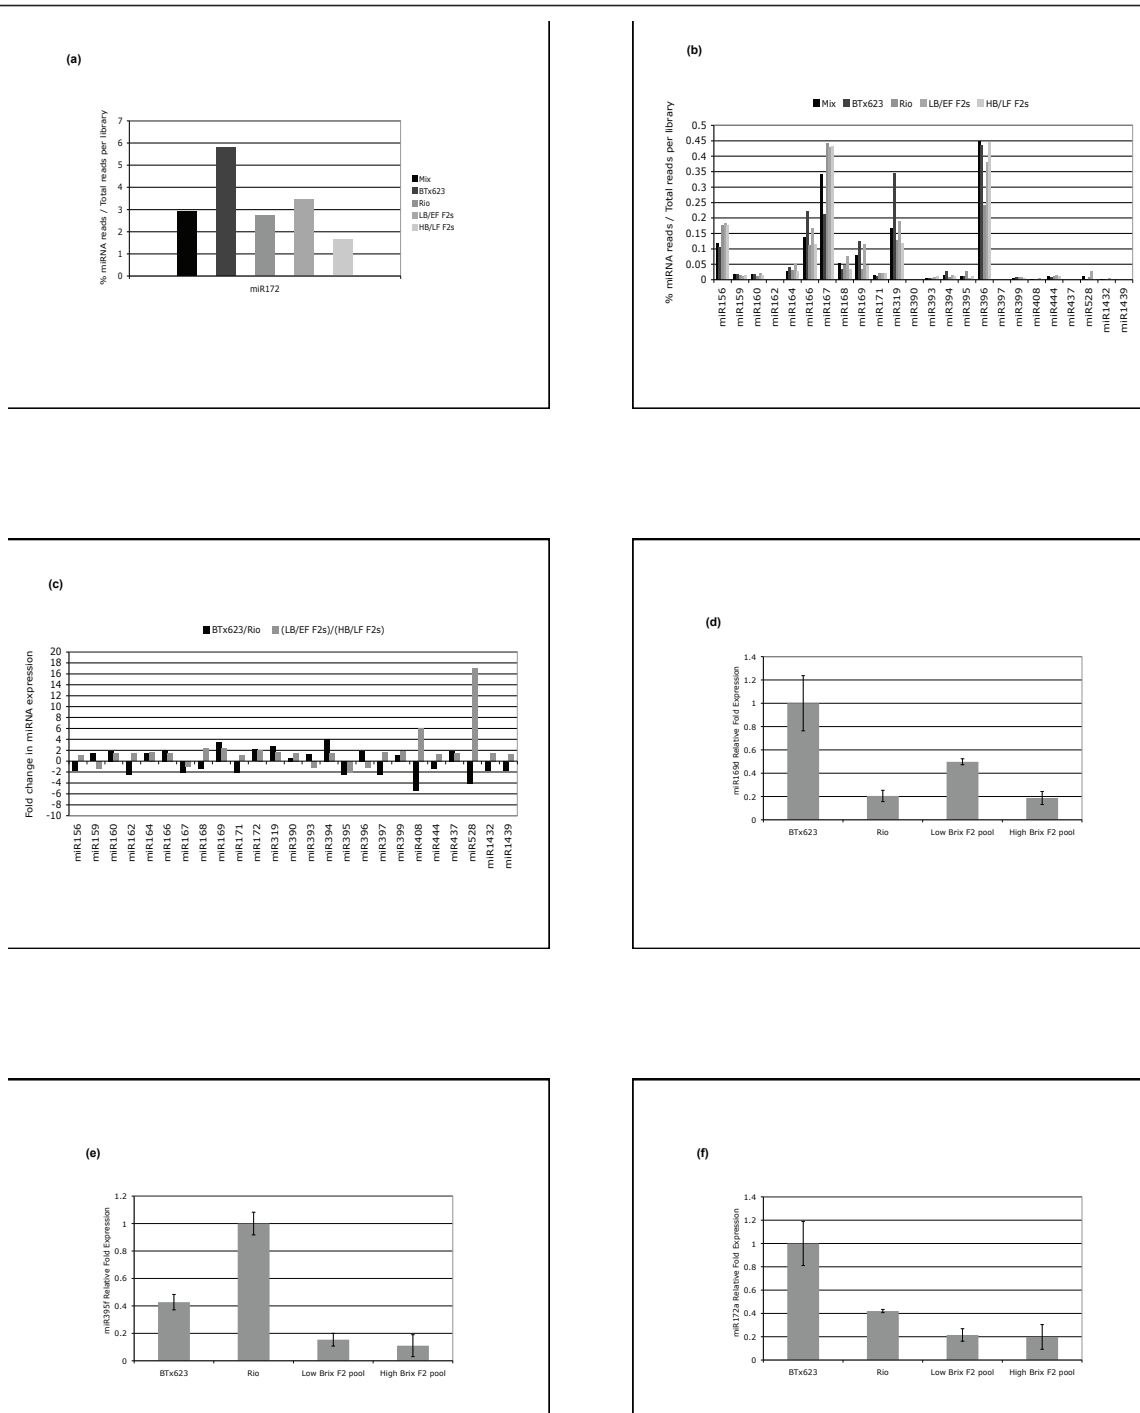 (a)
% miRNA reads / Total reads per library
7
6
5
4
3
2
1
0
miR172
Mix
BTx623
Rio
LB/EF F2s
HB/LF F2s
(b)
Mix BTx623 Rio LB/EF F2s HB/LF F2s
% miRNA reads / Total reads per library
0.5
0.45
0.4
0.35
0.3
0.25
0.2
0.15
0.1
0.05
0
miR156 miR159 miR160 miR162 miR164 miR166 miR167 miR168 miR169 miR171 miR319 miR390 miR393 miR394 miR395 miR396 miR397 miR399 miR408 miR444 miR437 miR528 miR1432 miR1439
(c)
BTx623/Rio (LB/EF F2s)/(HB/LF F2s)
Fold change in miRNA expression
20
18
16
14
12
10
8
6
4
2
0
-2
-4
-6
-8
-10
miR156 miR159 miR160 miR162 miR164 miR166 miR167 miR168 miR169 miR171 miR172 miR319 miR390 miR393 miR394 miR395 miR396 miR397 miR399 miR408 miR444 miR437 miR528 miR1432 miR1439
(d)
miR169d Relative Fold Expression
1.4
1.2
1
0.8
0.6
0.4
0.2
0
BTx623 Rio Low Brix F2 pool High Brix F2 pool
(e)
miR395f Relative Fold Expression
1.2
1
0.8
0.6
0.4
0.2
0
BTx623 Rio Low Brix F2 pool High Brix F2 pool
(f)
miR172a Relative Fold Expression
1.4
1.2
1
0.8
0.6
0.4
0.2
0
BTx623 Rio Low Brix F2 pool High Brix F2 pool